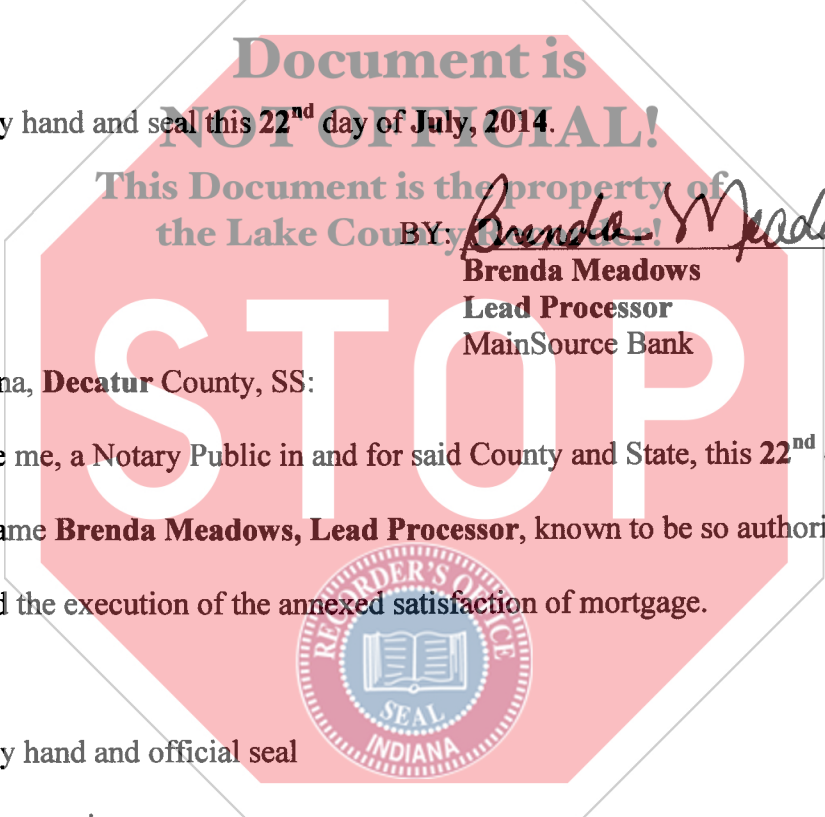 Document is
NOT OFFICIAL!
y hand and seal this 22nd day of July, 2014.
This Document is the property of
the Lake County Recorder!
BY: Brenda Meado
Brenda Meadows
Lead Processor
MainSource Bank
STOP
na, Decatur County, SS:
e me, a Notary Public in and for said County and State, this 22nd
ame Brenda Meadows, Lead Processor, known to be so authori
d the execution of the annexed satisfaction of mortgage.
RECORDER'S OFFICE
SEAL
INDIANA
y hand and official seal